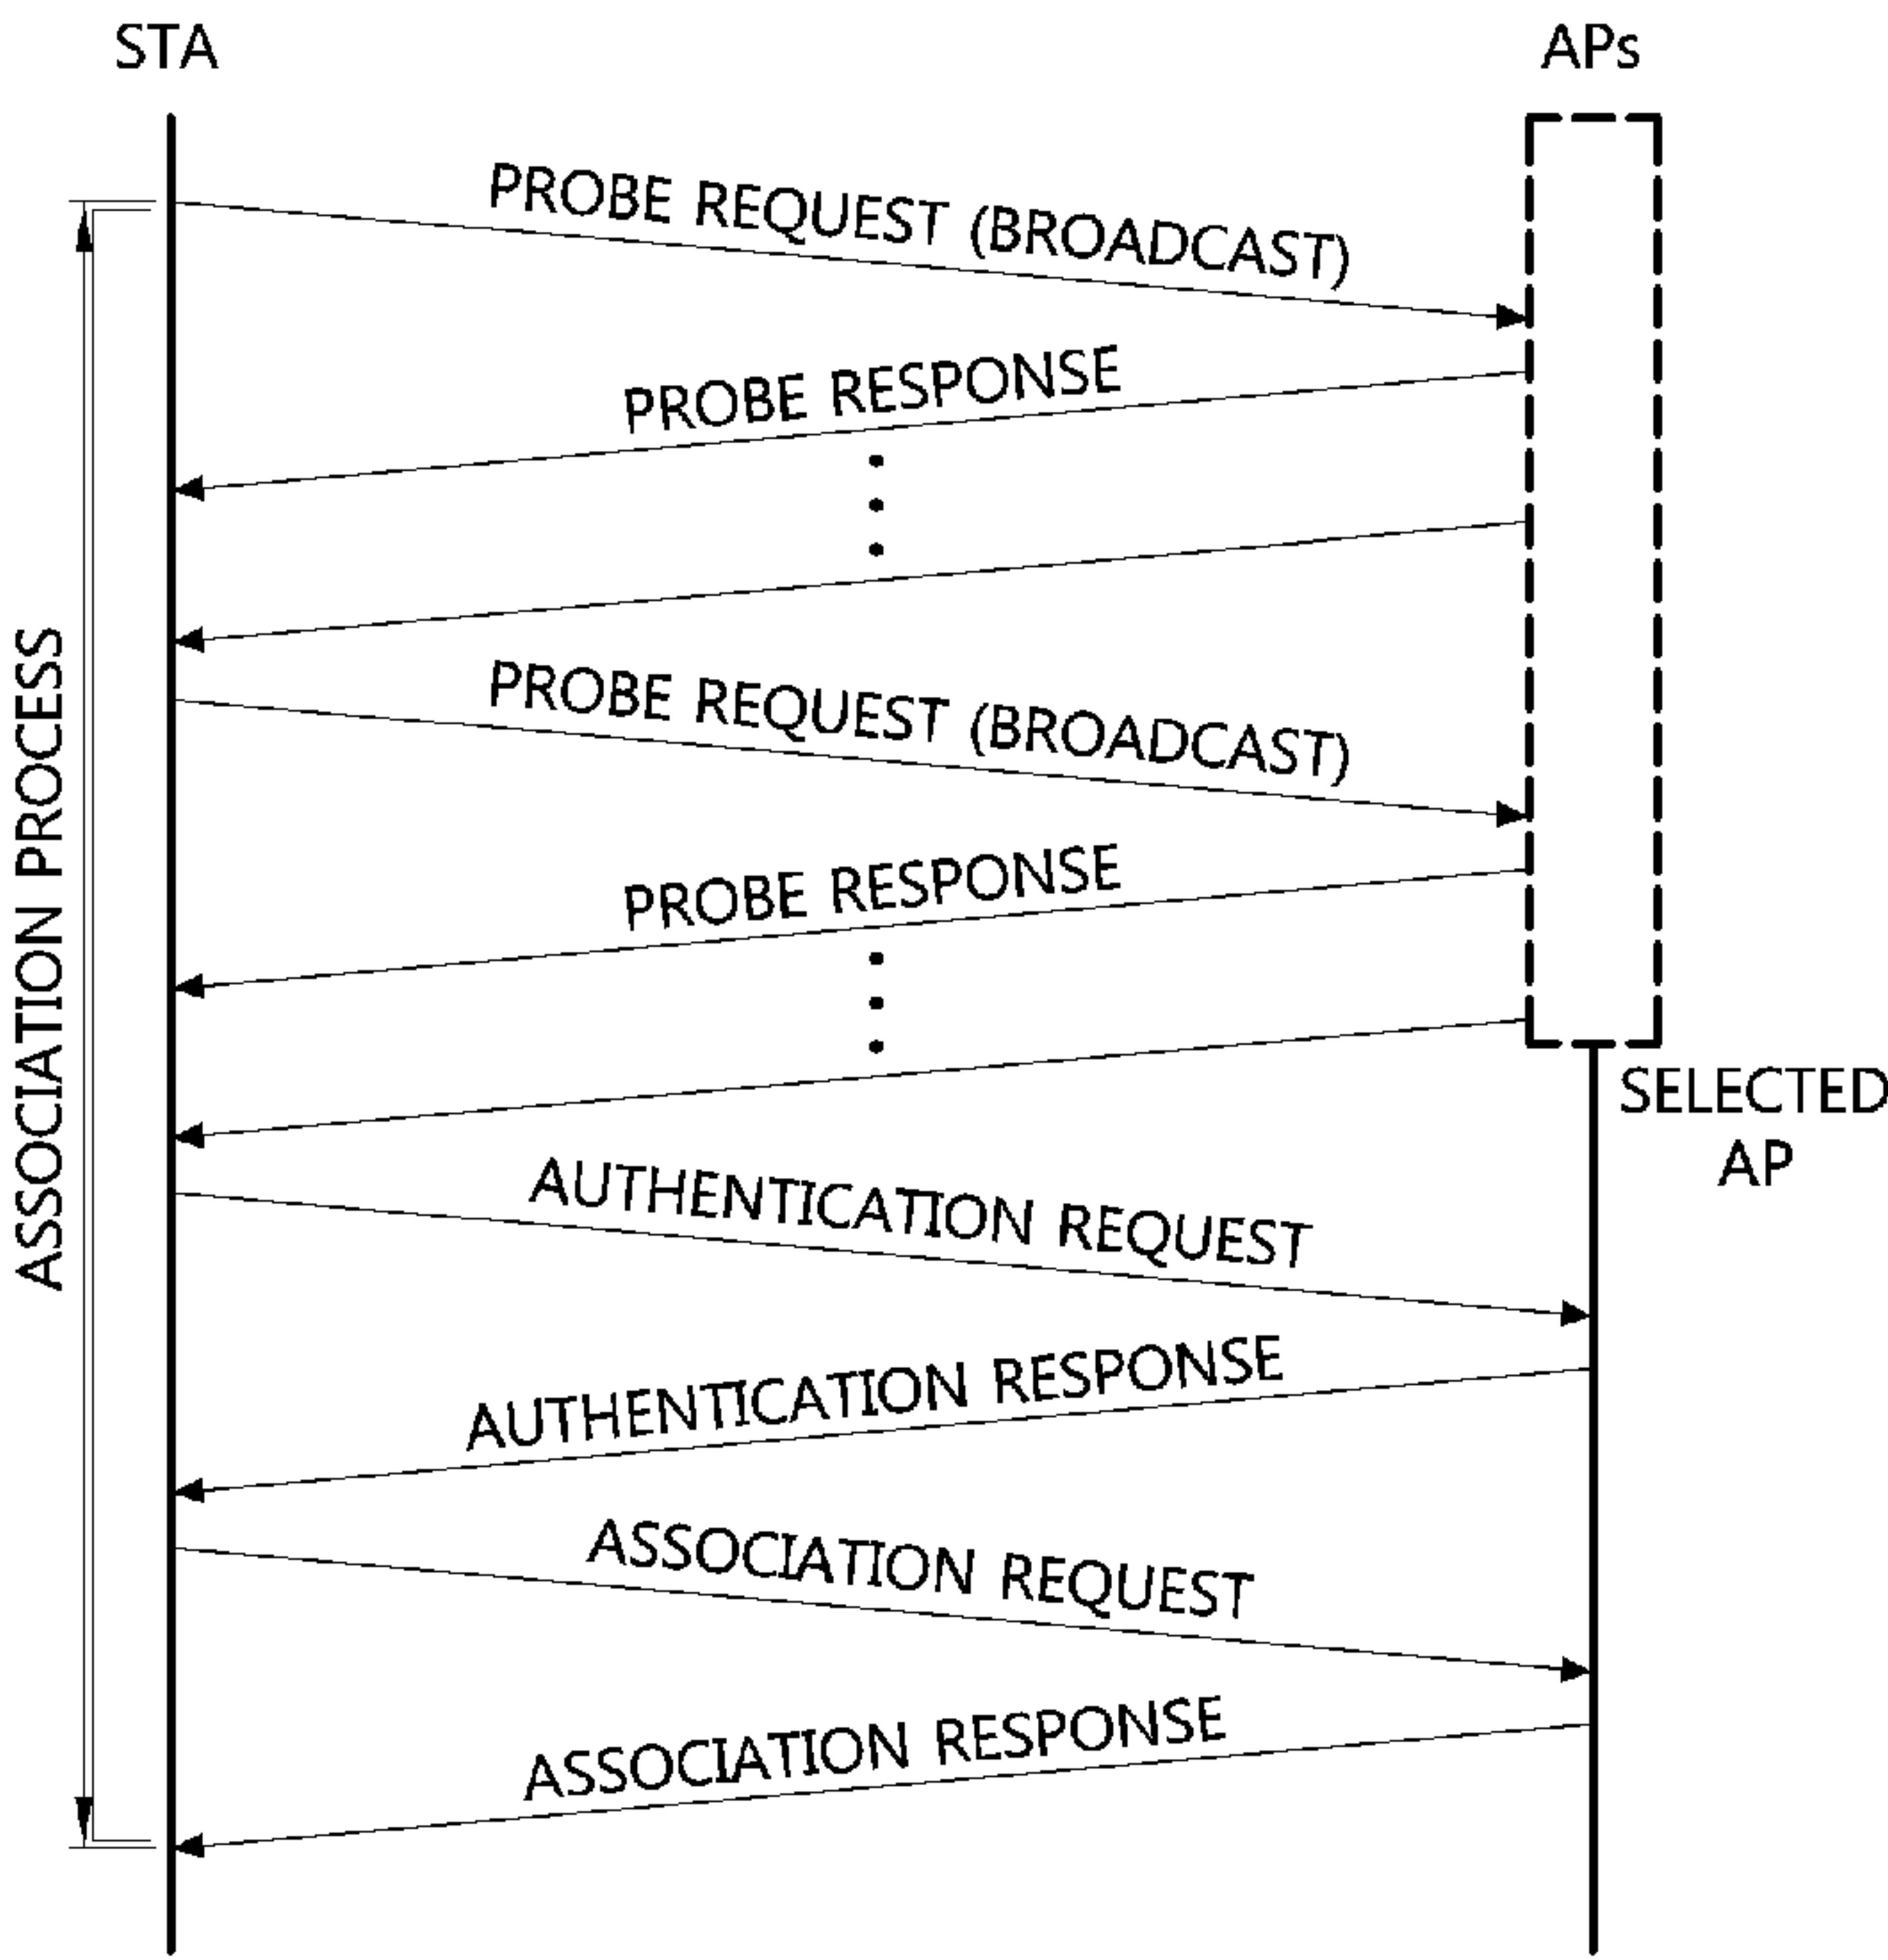 STA
APs
PROBE REQUEST (BROADCAST)
PROBE RESPONSE
PROBE REQUEST (BROADCAST)
PROBE RESPONSE
ASSOCIATION PROCESS
SELECTED
AP
AUTHENTICATION REQUEST
AUTHENTICATION RESPONSE
ASSOCIATION REQUEST
ASSOCIATION RESPONSE